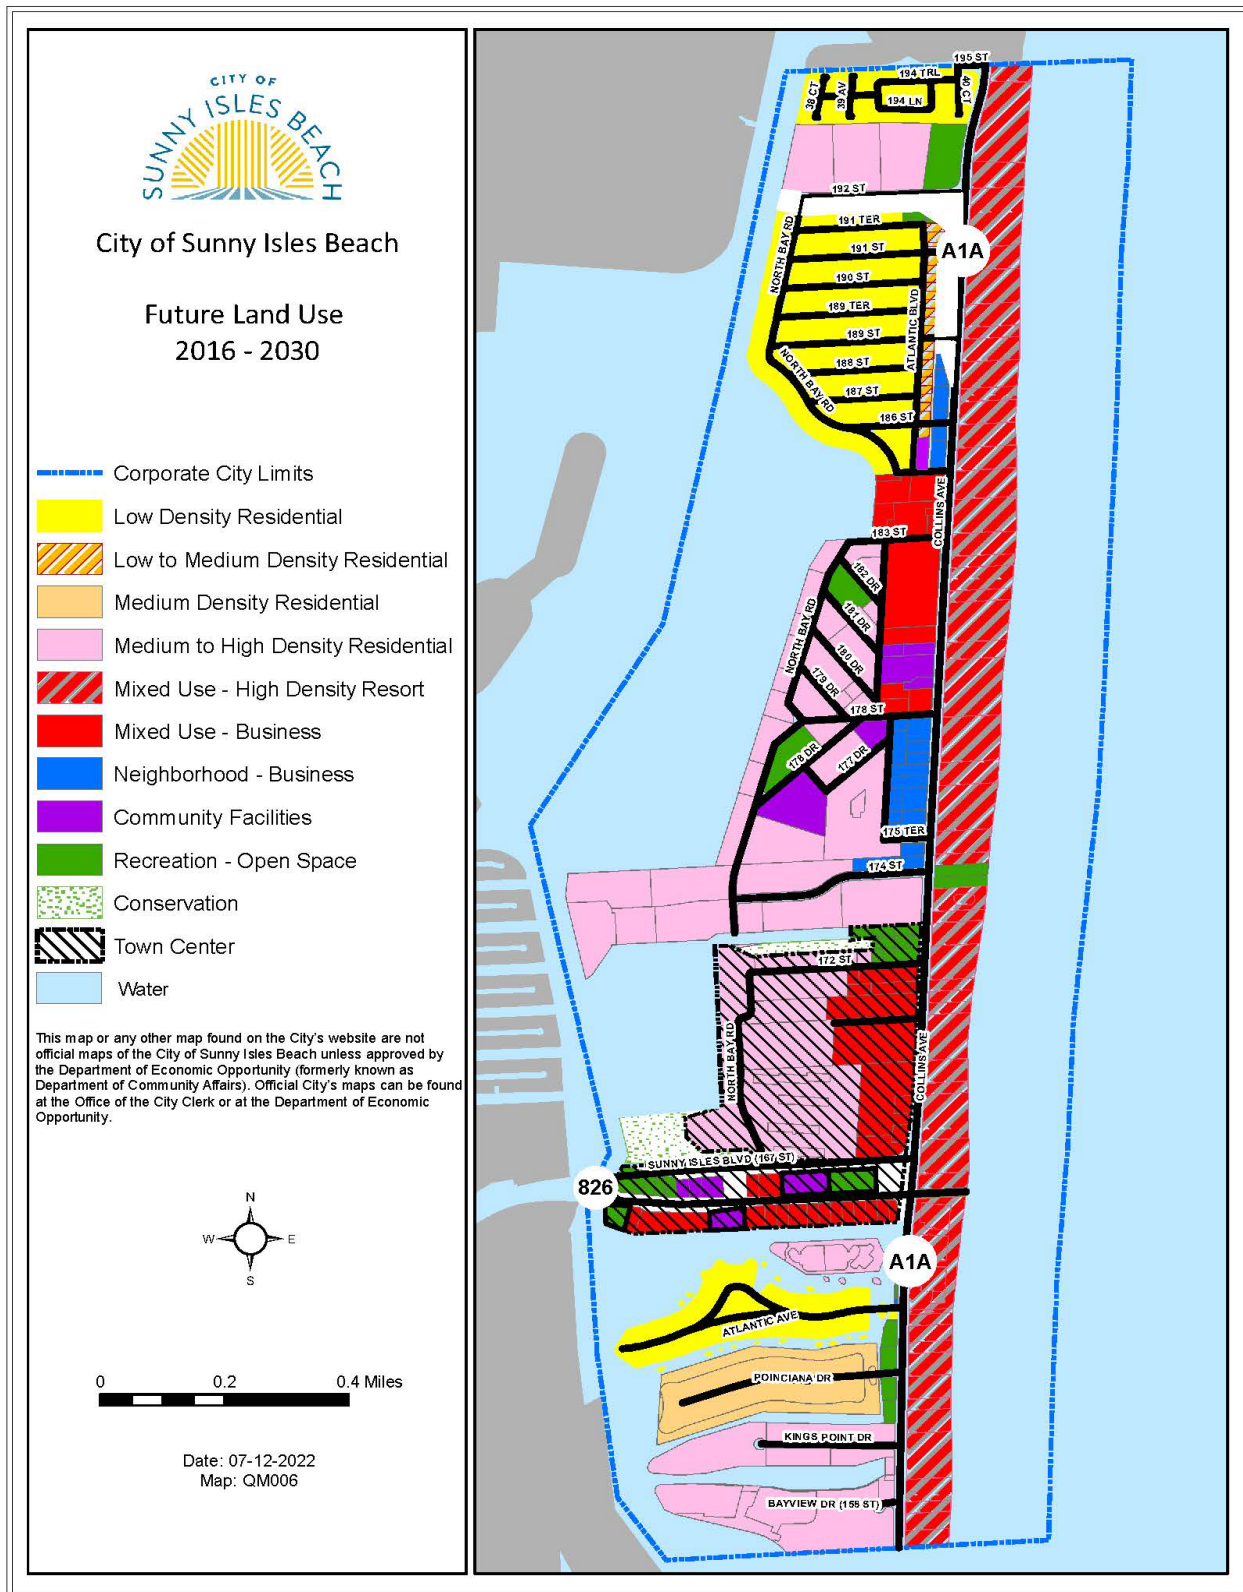 CITY OF
SUNNY ISLES BEACH
City of Sunny Isles Beach
Future Land Use
2016 - 2030
Corporate City Limits
Low Density Residential
Low to Medium Density Residential
Medium Density Residential
Medium to High Density Residential
Mixed Use - High Density Resort
Mixed Use - Business
Neighborhood - Business
Community Facilities
Recreation - Open Space
Conservation
Town Center
Water
This map or any other map found on the City's website are not
official maps of the City of Sunny Isles Beach unless approved by
the Department of Economic Opportunity (formerly known as
Department of Community Affairs). Official City's maps can be found
at the Office of the City Clerk or at the Department of Economic
Opportunity.
N
W
E
S
0
0.2
0.4 Miles
Date: 07-12-2022
Map: QM006
195 ST
194 TRL
38 CT
39 AV
194 LN
40 CT
192 ST
NORTH BAY RD
191 TER
191 ST
A1A
190 ST
189 TER
ATLANTIC BLVD
189 ST
188 ST
NORTH BAY RD
187 ST
186 ST
COLLINS AVE
183 ST
182 DR
NORTH BAY RD
181 DR
180 DR
179 DR
178 ST
178 DR
177 DR
175 TER
174 ST
172 ST
NORTH BAY RD
COLLINS AVE
SUNNY ISLES BLVD (167 ST)
826
A1A
ATLANTIC AVE
POINCIANA DR
KINGS POINT DR
BAYVIEW DR (158 ST)